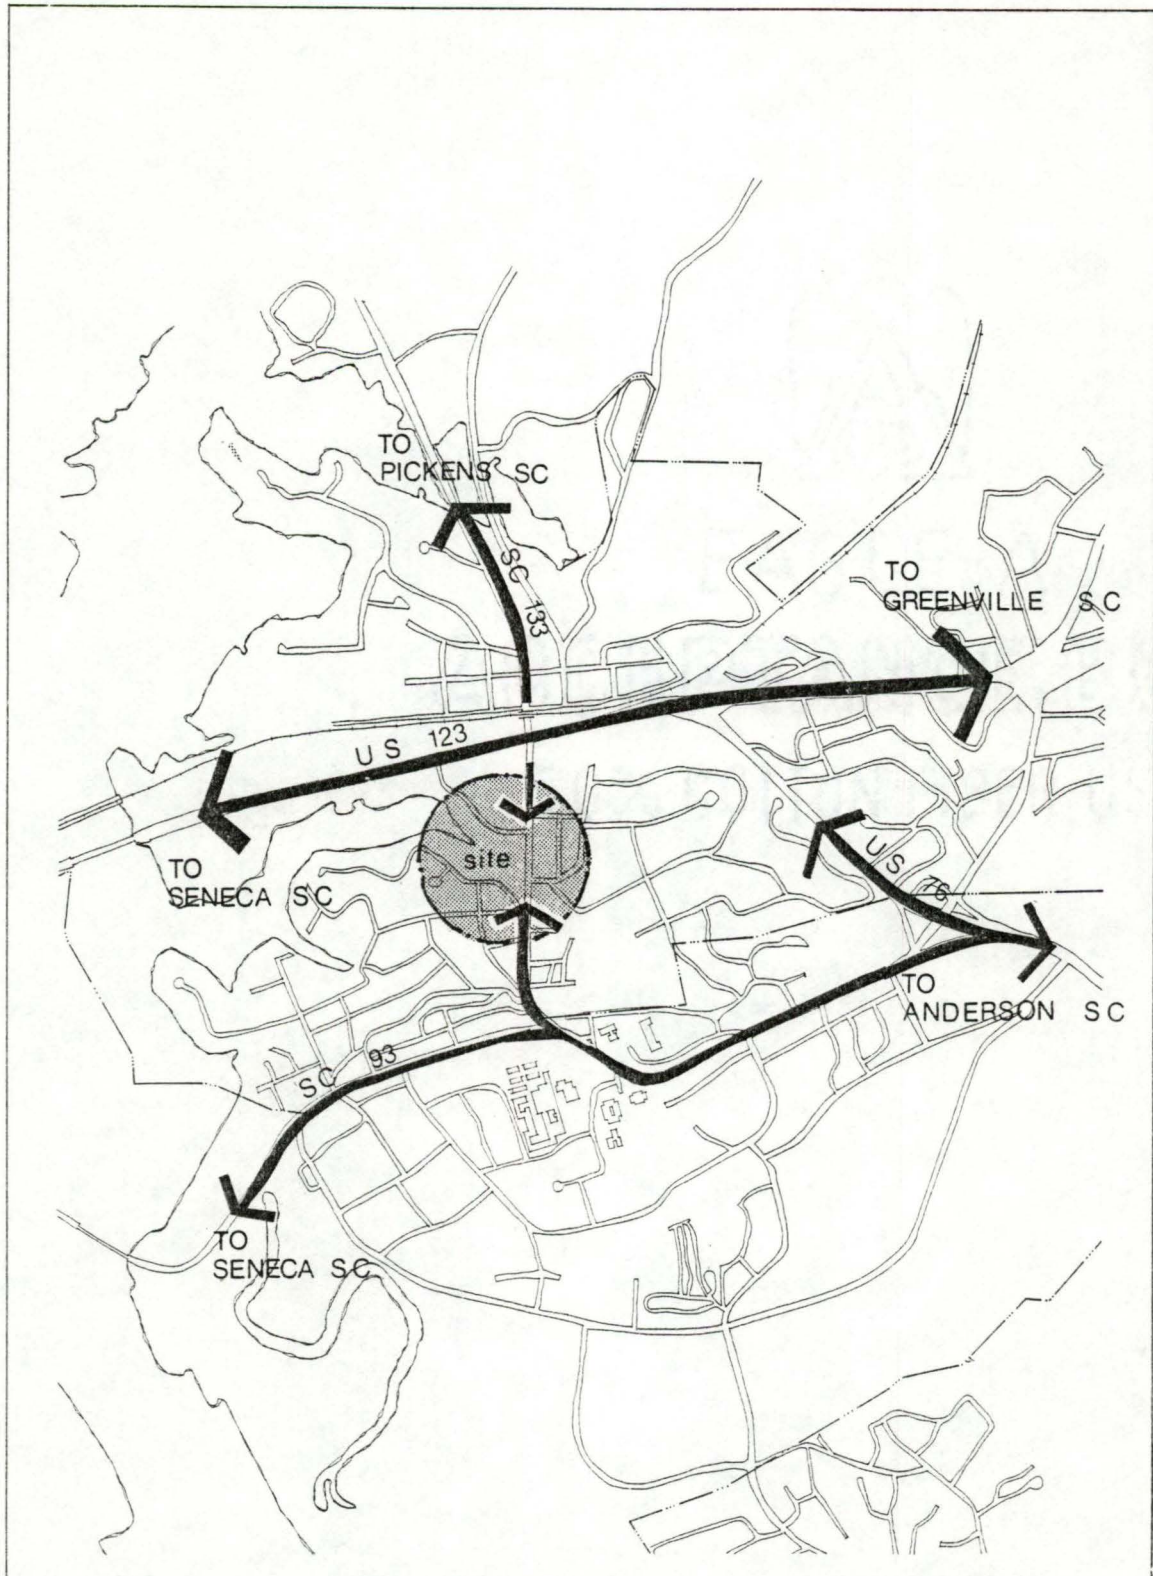 TO
PICKENS SC
SC 133
TO
GREENVILLE SC
US 123
TO
SENECA SC
site
US 76
TO
ANDERSON SC
SC 93
TO
SENECA SC